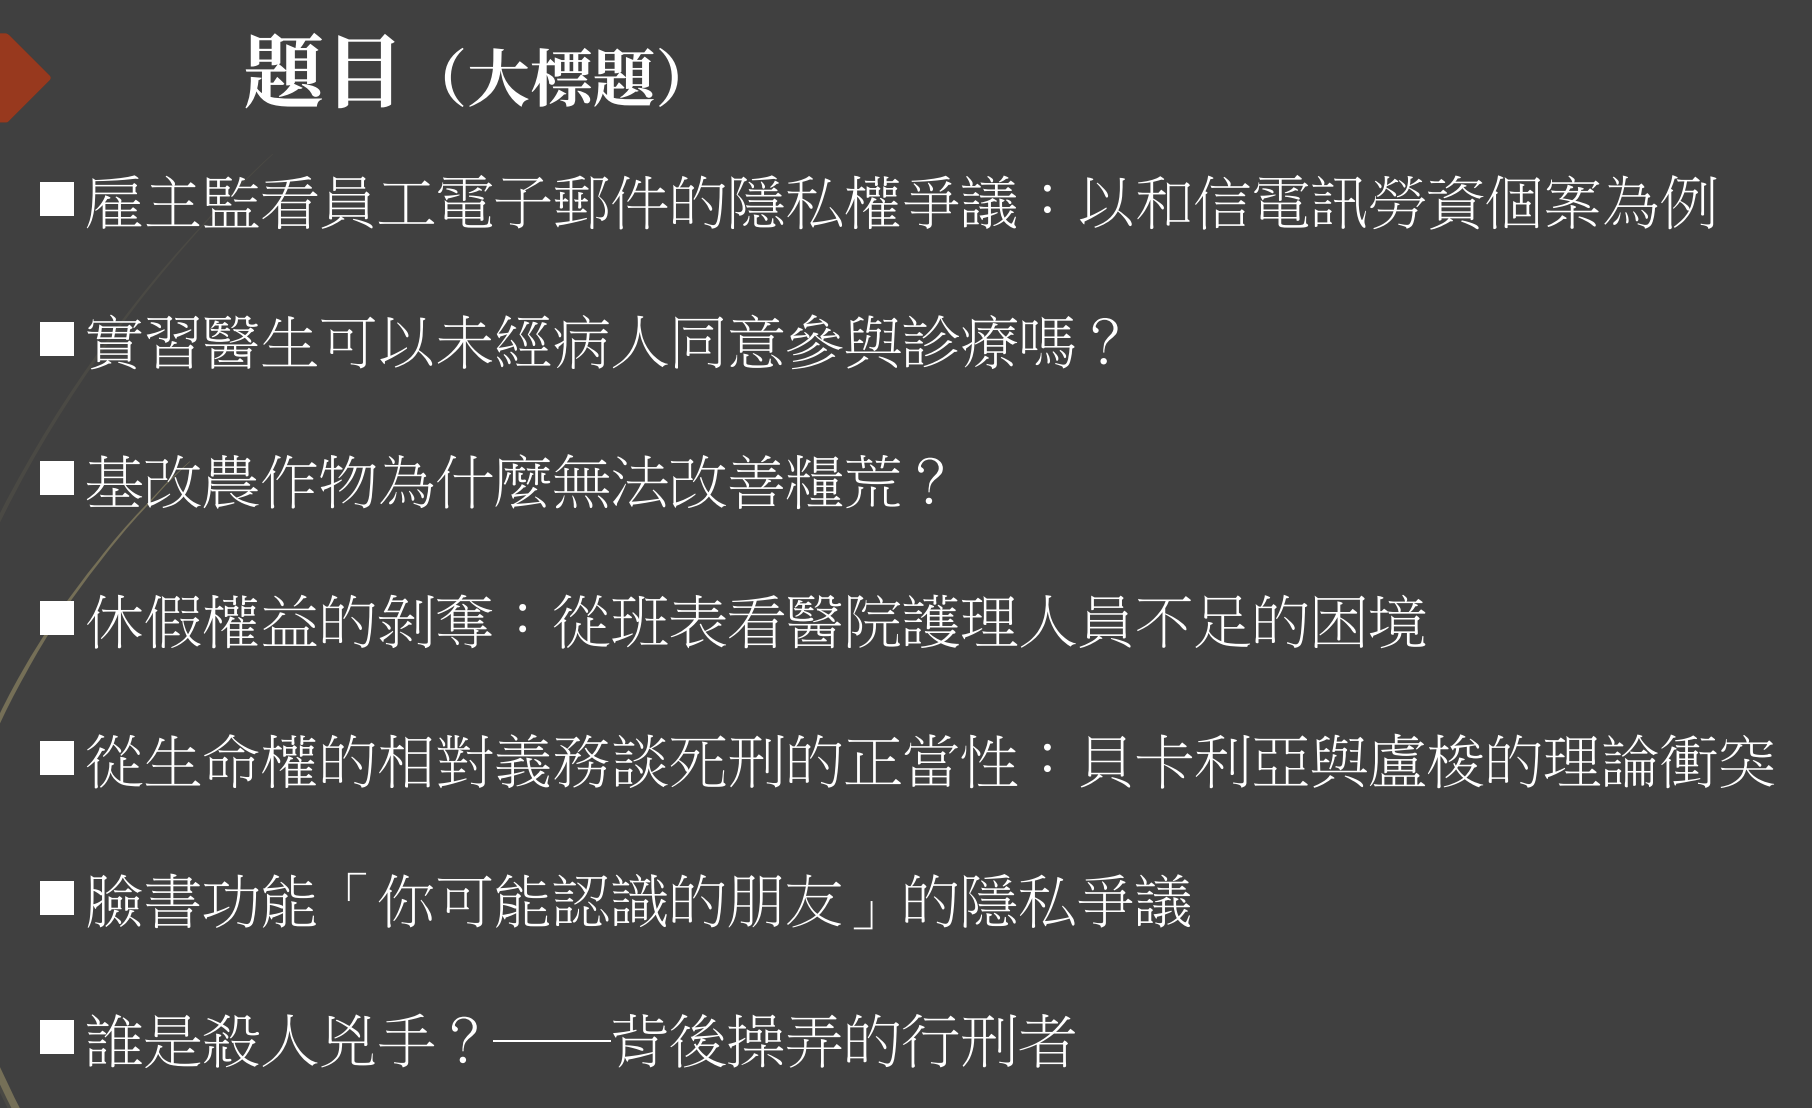 題目（大標題）
■雇主監看員工電子郵件的隱私權爭議：以和信電訊勞資個案為例
■實習醫生可以未經病人同意參與診療嗎？
■基改農作物為什麼無法改善糧荒？
■休假權益的剝奪：從班表看醫院護理人員不足的困境
■從生命權的相對義務談死刑的正當性：貝卡利亞與盧梭的理論衝突
■臉書功能「你可能認識的朋友」的隱私爭議
■誰是殺人兇手？——背後操弄的行刑者